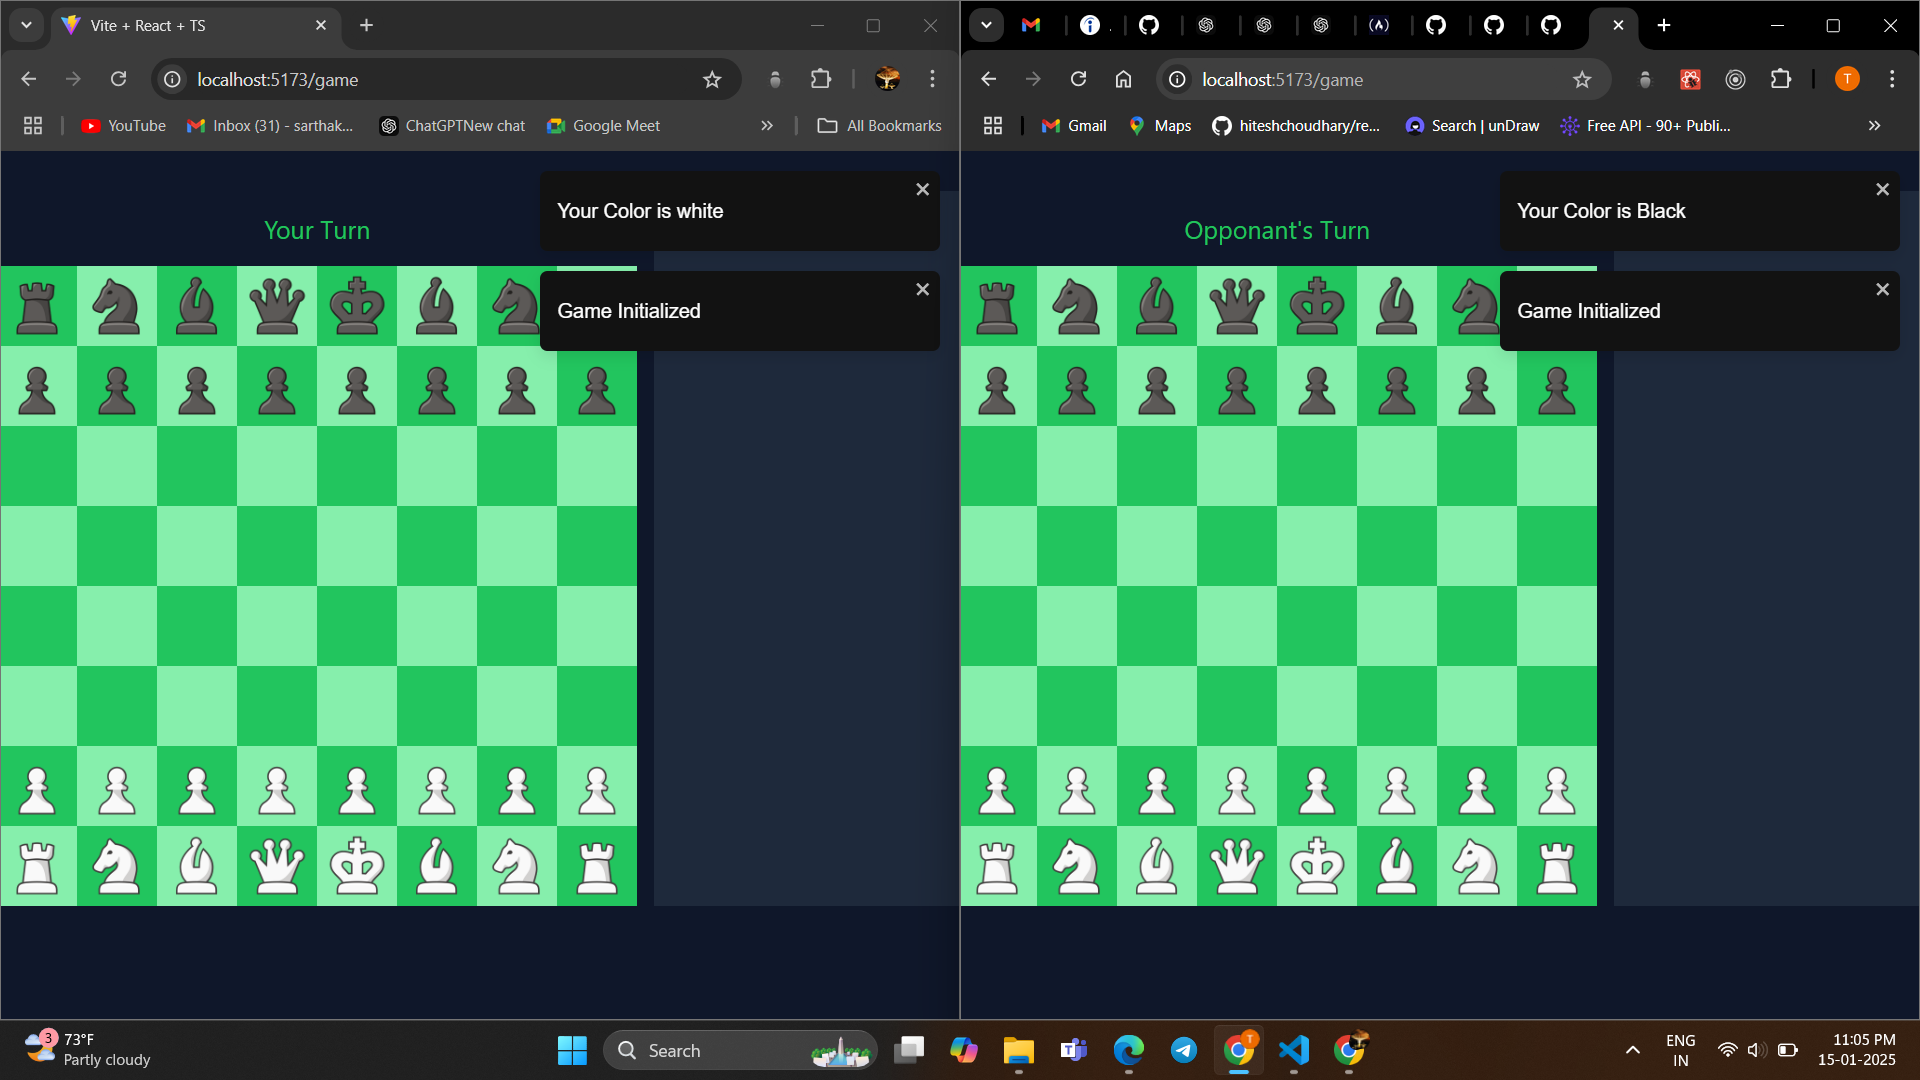 Vite + React + TS
localhost:5173/game
YouTube
Inbox (31) - sarthak...
ChatGPTNew chat
Google Meet
All Bookmarks
Your Turn
Your Color is white
Game Initialized
localhost:5173/game
Gmail
Maps
hiteshchoudhary/re...
Search | unDraw
Free API - 90+ Publi...
Opponant's Turn
Your Color is Black
Game Initialized
3
73°F
Partly cloudy
Search
T
T
ENG
IN
11:05 PM
15-01-2025